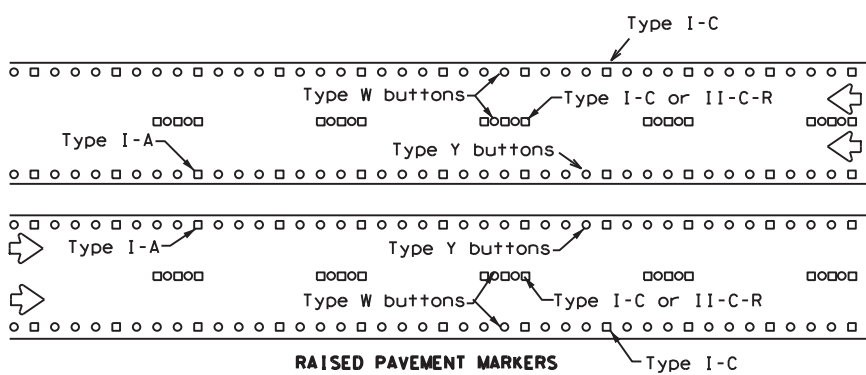 Type I-C
Type W buttons
Type I-C or II-C-R
Type I-A
Type Y buttons
Type I-A
Type Y buttons
Type W buttons
Type I-C or II-C-R
RAISED PAVEMENT MARKERS
Type I-C